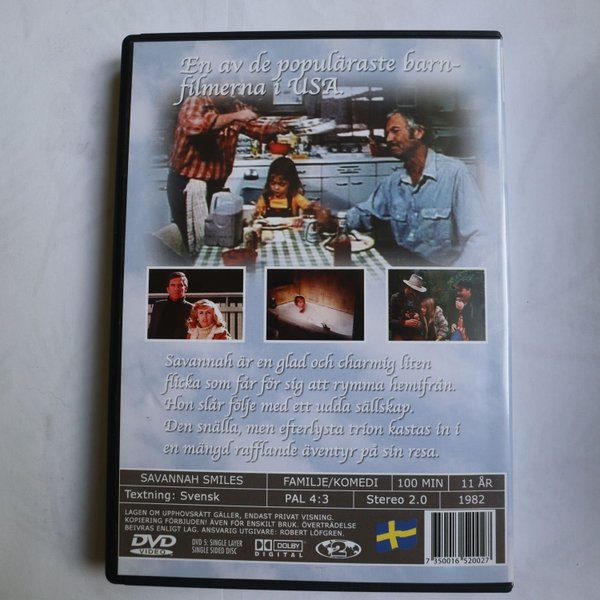 En av de populäraste barn-
filmerna i USA.
Savannah är en glad och charmig liten
flicka som får för sig att rymma hemifrån.
Hon slår följe med ett udda sällskap.
Den snälla, men efterlysta trion kastas in i
en mängd rafflande äventyr på sin resa.
SAVANNAH SMILES FAMILJE/KOMEDI 100 MIN 11 ÅR
Textning: Svensk PAL 4:3 Stereo 2.0 1982
LAGEN OM UPPHOVSRÄTT GÄLLER, ENDAST PRIVAT VISNING.
KOPIERING FÖRBJUDEN! ÄVEN FÖR ENSKILT BRUK. ÖVERTRÄDELSE
BEIVRAS ENLIGT LAG. ANSVARIG UTGIVARE: ROBERT LÖFGREN.
DVD
VIDEO
DVD 5: SINGLE LAYER
SINGLE SIDED DISC
DOLBY
DIGITAL
2
7 350016 520027